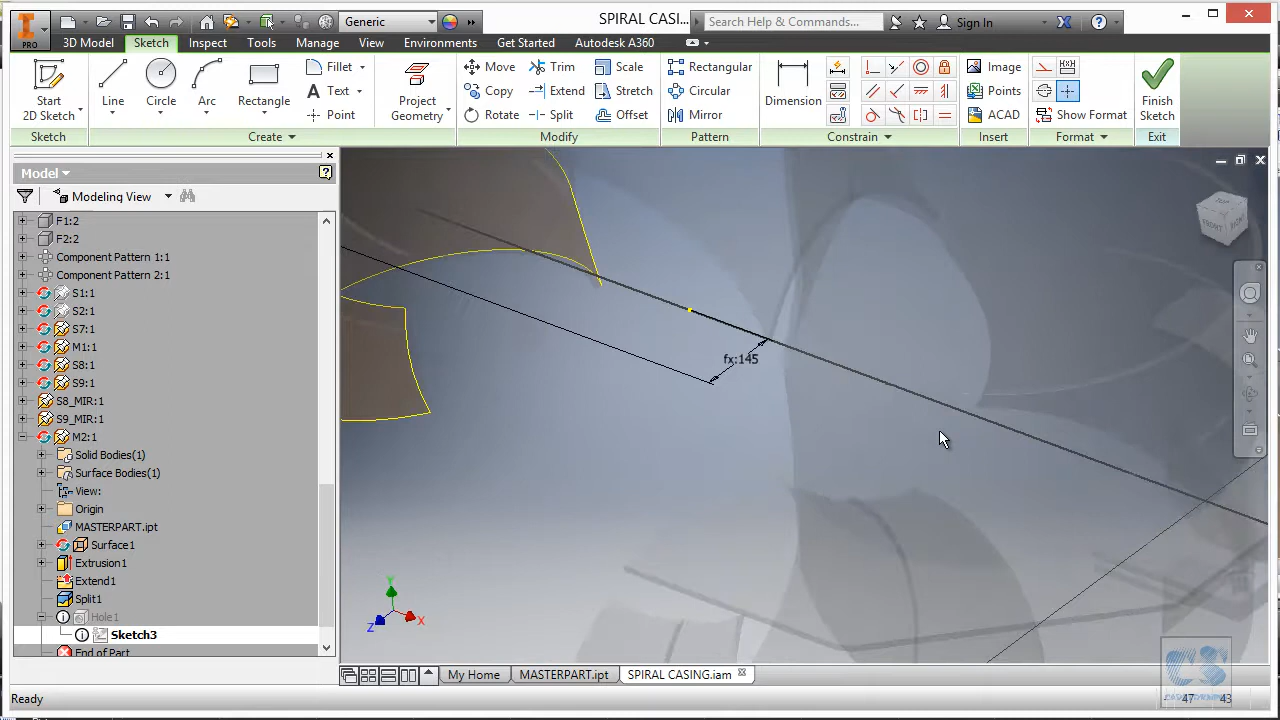 PRO
Generic
SPIRAL CASING...
Search Help & Commands...
Sign In
3D Model
Sketch
Inspect
Tools
Manage
View
Environments
Get Started
Autodesk A360
Start
2D Sketch
Line
Circle
Arc
Rectangle
Fillet
Text
Point
Project
Geometry
Move
Copy
Rotate
Trim
Extend
Split
Scale
Stretch
Offset
Rectangular
Circular
Mirror
Dimension
Image
Points
ACAD
Show Format
Finish
Sketch
Sketch
Create
Modify
Pattern
Constrain
Insert
Format
Exit
Model
Modeling View
F1:2
F2:2
Component Pattern 1:1
Component Pattern 2:1
S1:1
S2:1
S7:1
M1:1
S8:1
S9:1
S8_MIR:1
S9_MIR:1
M2:1
Solid Bodies(1)
Surface Bodies(1)
View:
Origin
MASTERPART.ipt
Surface1
Extrusion1
Extend1
Split1
Hole1
Sketch3
End of Part
fx:145
FRONT
RIGHT
Y
X
Z
My Home
MASTERPART.ipt
SPIRAL CASING.iam
Ready
47
43